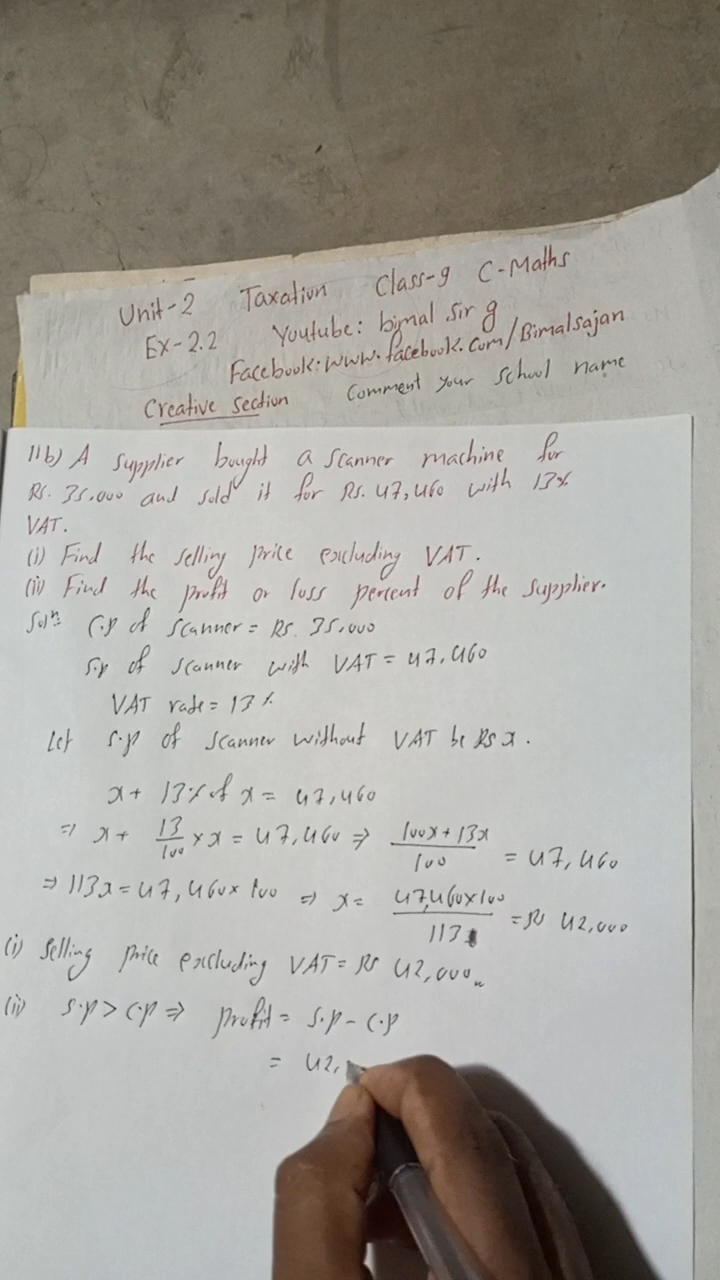 Unit-2 Taxation Class-9 C-Maths
Ex-2.2 Youtube: bimal sir g
Facebook: www.facebook.com/Bimalsajan
Creative section Comment your school name
11b) A supplier bought a scanner machine for
Rs. 35,000 and sold it for Rs. 47,460 with 13%
VAT.
(i) Find the selling price excluding VAT.
(ii) Find the profit or loss percent of the supplier.
Solⁿ: C.p of scanner = Rs. 35,000
S.p of scanner with VAT = 47,460
VAT rate = 13%
Let s.p of scanner without VAT be Rs x.
x + 13% of x = 47,460
⇒ x + 13/100 × x = 47,460 ⇒ (100x + 13x)/100 = 47,460
⇒ 113x = 47,460 × 100 ⇒ x = (47,460×100)/113 = Rs 42,000
(i) Selling price excluding VAT = Rs 42,000
(ii) S.p > C.p ⇒ profit = S.p - C.p
= 42,